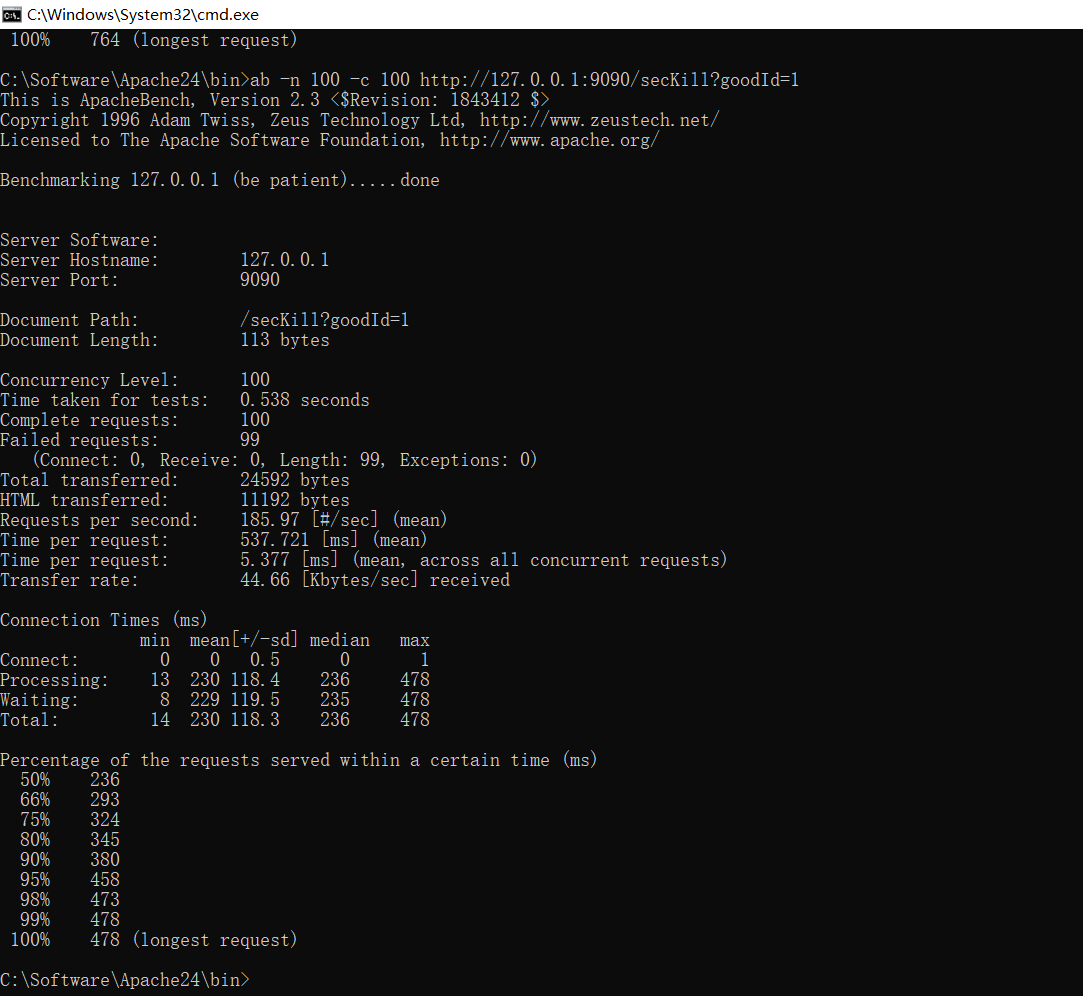 C:\Windows\System32\cmd.exe
100% 764 (longest request)
C:\Software\Apache24\bin>ab -n 100 -c 100 http://127.0.0.1:9090/secKill?goodId=1
This is ApacheBench, Version 2.3 <$Revision: 1843412 $>
Copyright 1996 Adam Twiss, Zeus Technology Ltd, http://www.zeustech.net/
Licensed to The Apache Software Foundation, http://www.apache.org/
Benchmarking 127.0.0.1 (be patient).....done
Server Software:
Server Hostname: 127.0.0.1
Server Port: 9090
Document Path: /secKill?goodId=1
Document Length: 113 bytes
Concurrency Level: 100
Time taken for tests: 0.538 seconds
Complete requests: 100
Failed requests: 99
(Connect: 0, Receive: 0, Length: 99, Exceptions: 0)
Total transferred: 24592 bytes
HTML transferred: 11192 bytes
Requests per second: 185.97 [#/sec] (mean)
Time per request: 537.721 [ms] (mean)
Time per request: 5.377 [ms] (mean, across all concurrent requests)
Transfer rate: 44.66 [Kbytes/sec] received
Connection Times (ms)
min mean[+/-sd] median max
Connect: 0 0 0.5 0 1
Processing: 13 230 118.4 236 478
Waiting: 8 229 119.5 235 478
Total: 14 230 118.3 236 478
Percentage of the requests served within a certain time (ms)
50% 236
66% 293
75% 324
80% 345
90% 380
95% 458
98% 473
99% 478
100% 478 (longest request)
C:\Software\Apache24\bin>